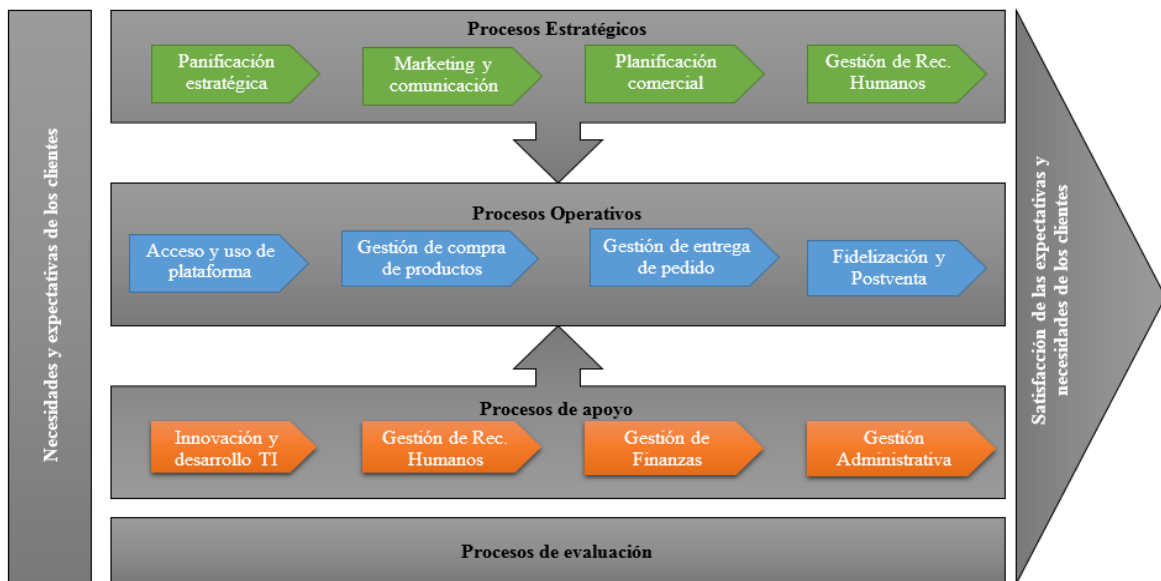 Necesidades y expectativas de los clientes
Procesos Estratégicos
Panificación
estratégica
Marketing y
comunicación
Planificación
comercial
Gestión de Rec.
Humanos
Procesos Operativos
Acceso y uso de
plataforma
Gestión de compra
de productos
Gestión de entrega
de pedido
Fidelización y
Postventa
Procesos de apoyo
Innovación y
desarrollo TI
Gestión de Rec.
Humanos
Gestión de
Finanzas
Gestión
Administrativa
Procesos de evaluación
Satisfacción de las expectativas y
necesidades de los clientes